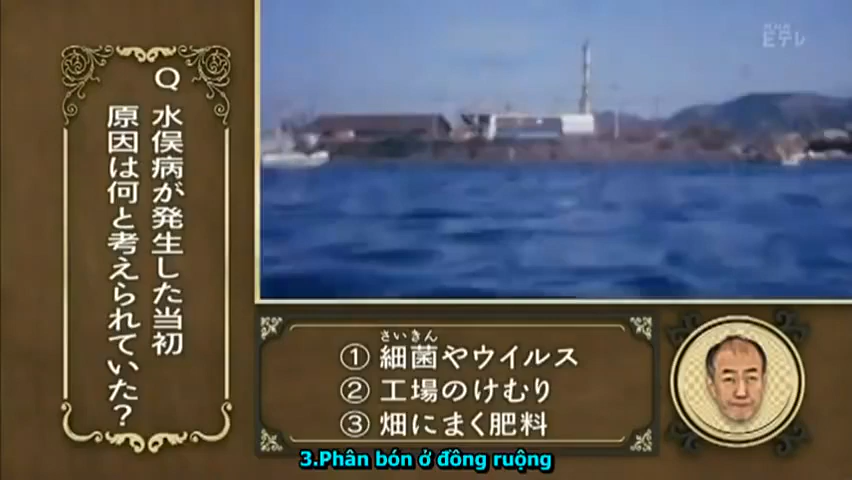 NHK Eテレ
Q 水俣病が発生した当初
原因は何と考えられていた？
さいきん
① 細菌やウイルス
② 工場のけむり
③ 畑にまく肥料
3.Phân bón ở đồng ruộng